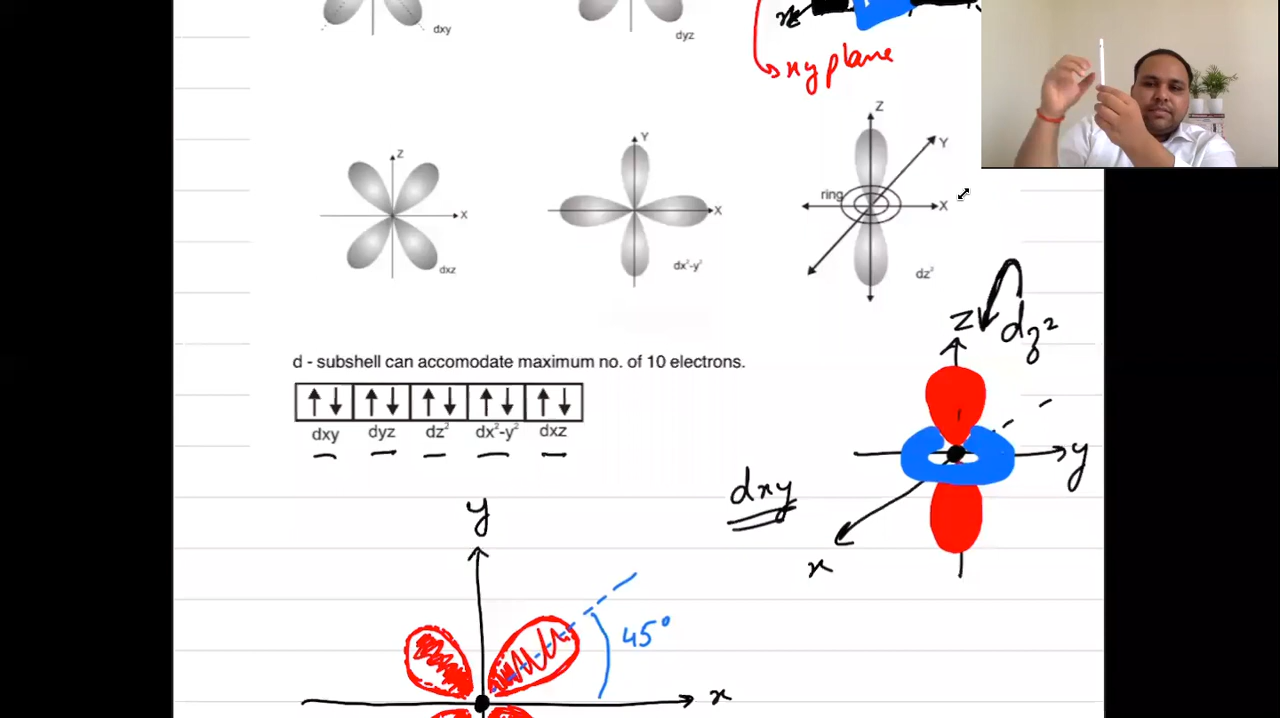 dxy
dyz
x
xy plane
Z
Y
ring
X
dz²
Z
X
dxz
Y
X
dx²-y²
Z
dz²
y
x
d - subshell can accomodate maximum no. of 10 electrons.
↑↓ ↑↓ ↑↓ ↑↓ ↑↓
dxy dyz dz² dx²-y² dxz
dxy
y
45°
x